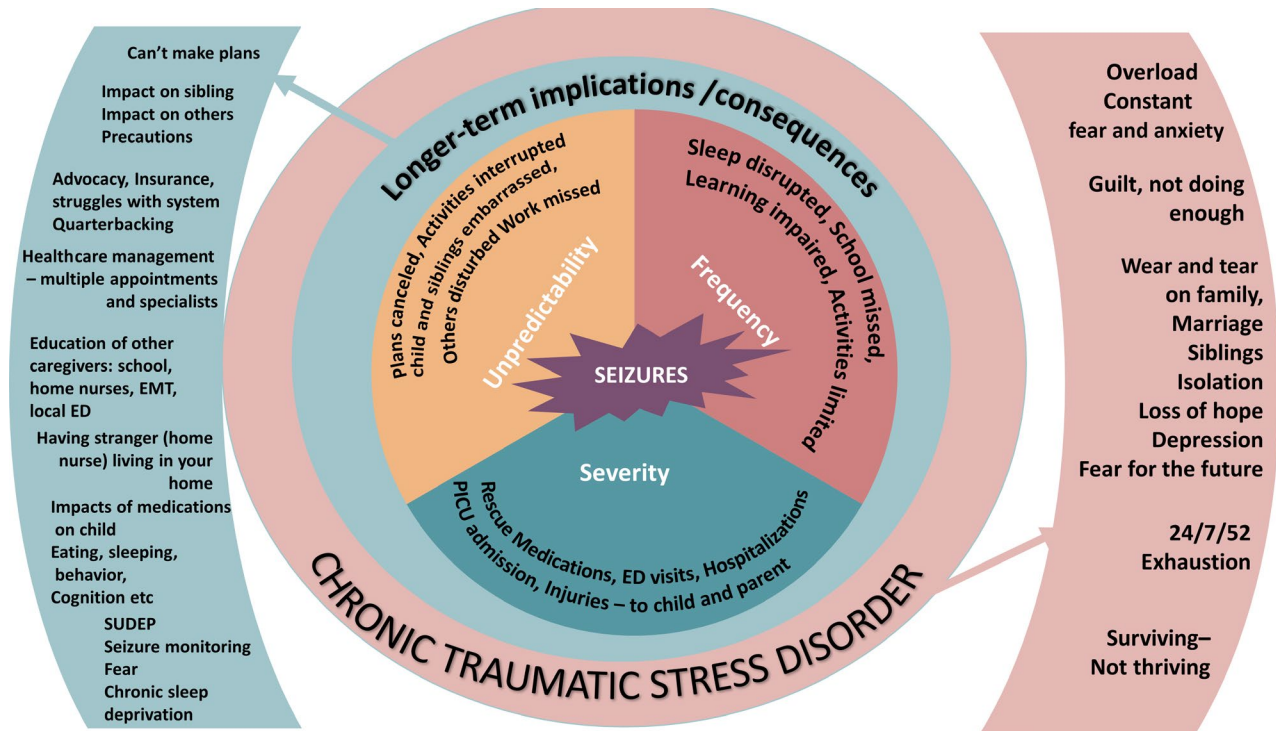 Can't make plans
Impact on sibling
Impact on others
Precautions
Advocacy, Insurance,
struggles with system
Quarterbacking
Healthcare management
– multiple appointments
and specialists
Education of other
caregivers: school,
home nurses, EMT,
local ED
Having stranger (home
nurse) living in your
home
Impacts of medications
on child
Eating, sleeping,
behavior,
Cognition etc
SUDEP
Seizure monitoring
Fear
Chronic sleep
deprivation
Longer-term implications /consequences
Plans canceled, Activities interrupted
child and siblings embarrassed,
Others disturbed Work missed
Unpredictability
Sleep disrupted, School missed,
Learning impaired, Activities limited
Frequency
SEIZURES
Severity
Rescue Medications, ED visits, Hospitalizations
PICU admission, Injuries – to child and parent
CHRONIC TRAUMATIC STRESS DISORDER
Overload
Constant
fear and anxiety
Guilt, not doing
enough
Wear and tear
on family,
Marriage
Siblings
Isolation
Loss of hope
Depression
Fear for the future
24/7/52
Exhaustion
Surviving–
Not thriving